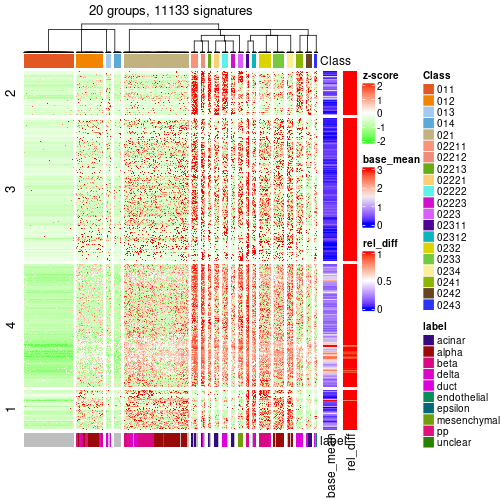 20 groups, 11133 signatures
Class
2
3
4
1
label
base_mean
rel_diff
z-score
2
1
0
-1
-2
base_mean
3
2
1
0
rel_diff
1
0.5
0
Class
011
012
013
014
021
02211
02212
02213
02221
02222
02223
0223
02311
02312
0232
0233
0234
0241
0242
0243
label
acinar
alpha
beta
delta
duct
endothelial
epsilon
mesenchymal
pp
unclear